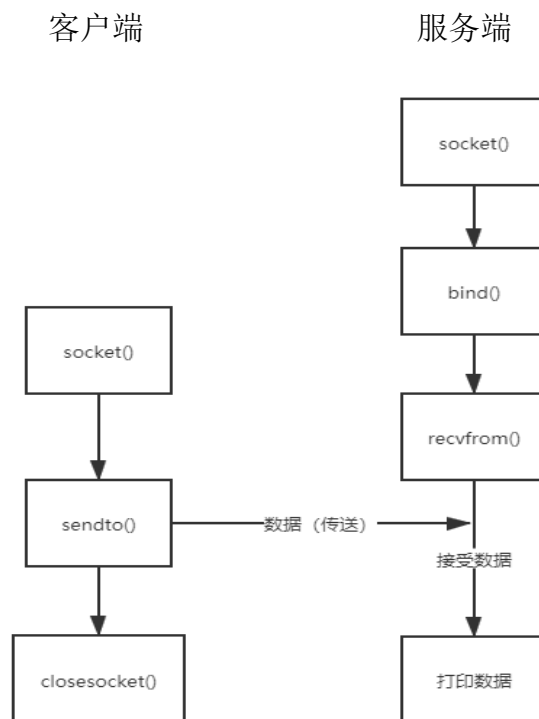 客户端
服务端
socket()
bind()
socket()
recvfrom()
sendto()
数据（传送）
接受数据
closesocket()
打印数据